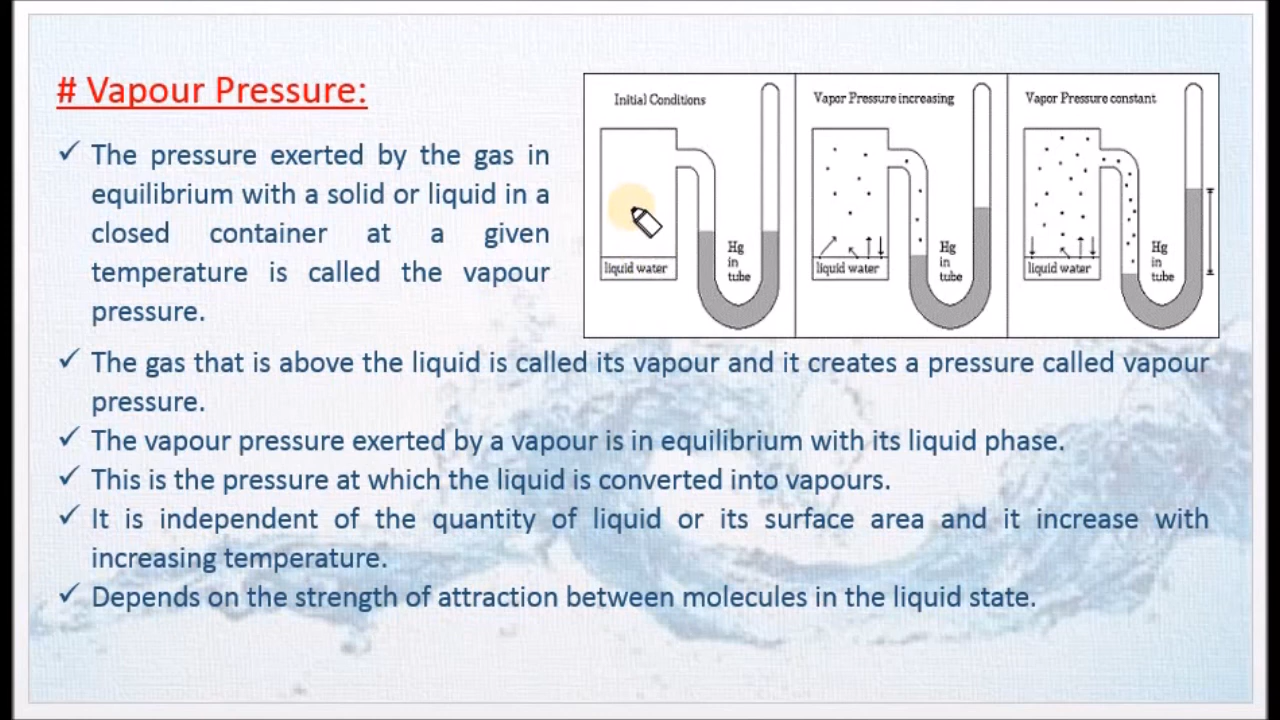 # Vapour Pressure:
The pressure exerted by the gas in
equilibrium with a solid or liquid in a
closed container at a given
temperature is called the vapour
pressure.
Initial Conditions
liquid water
Hg
in
tube
Vapor Pressure increasing
liquid water
Hg
in
tube
Vapor Pressure constant
liquid water
Hg
in
tube
The gas that is above the liquid is called its vapour and it creates a pressure called vapour
pressure.
The vapour pressure exerted by a vapour is in equilibrium with its liquid phase.
This is the pressure at which the liquid is converted into vapours.
It is independent of the quantity of liquid or its surface area and it increase with
increasing temperature.
Depends on the strength of attraction between molecules in the liquid state.